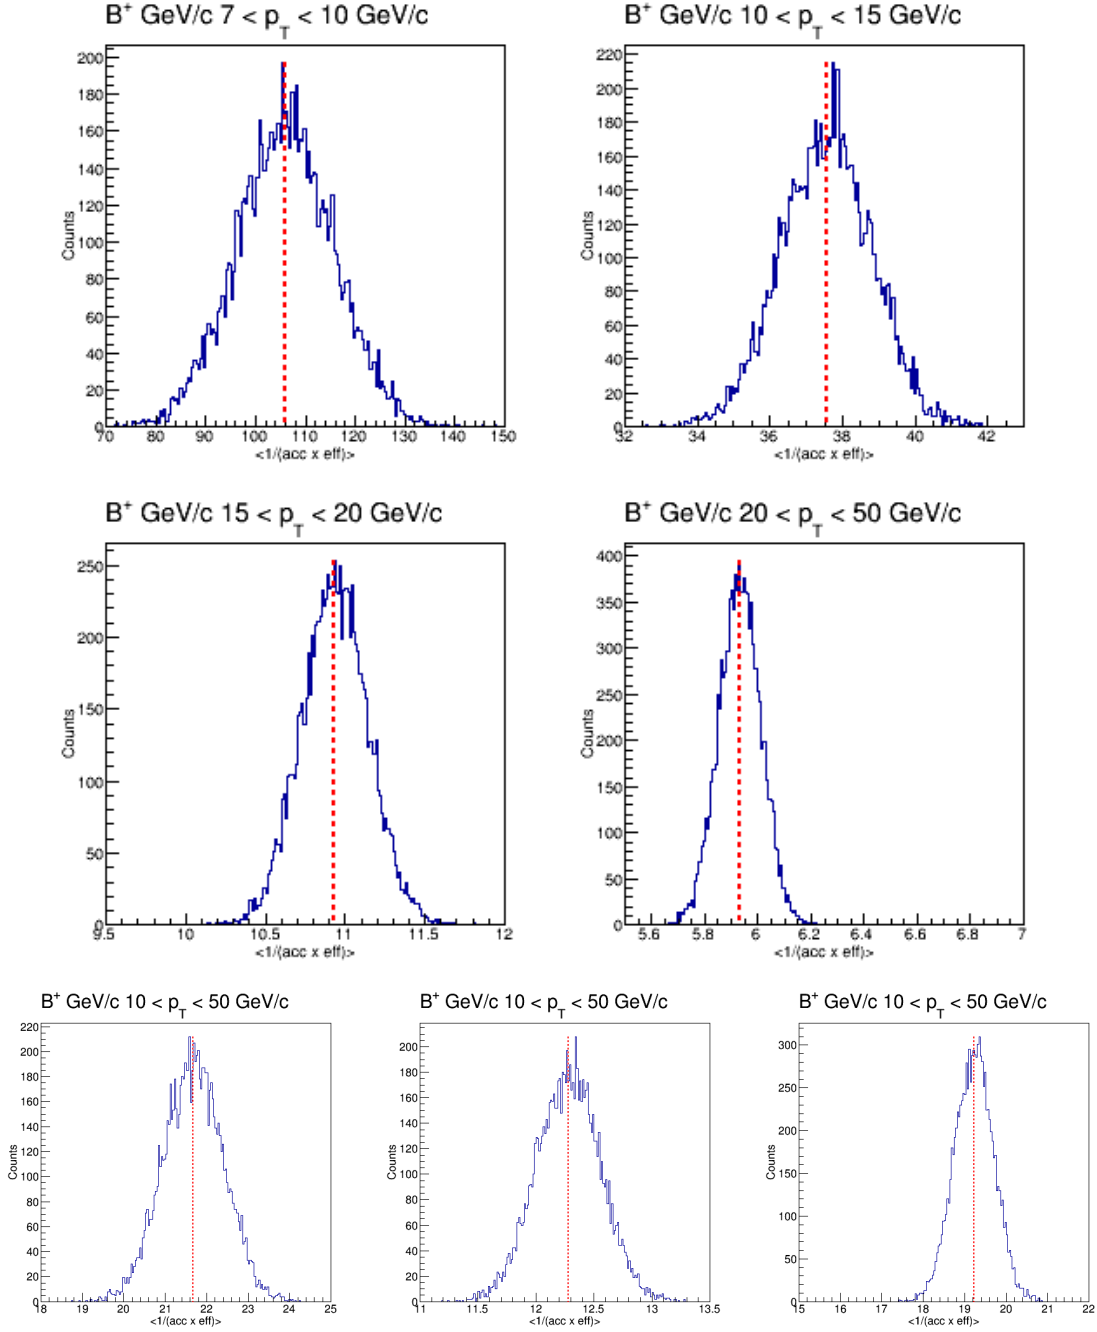 B+ GeV/c 7 < pT < 10 GeV/c
200
180
160
140
120
100
80
60
40
20
0
Counts
70 80 90 100 110 120 130 140 150
<1/(acc x eff)>
B+ GeV/c 10 < pT < 15 GeV/c
220
200
180
160
140
120
100
80
60
40
20
0
Counts
32 34 36 38 40 42
<1/(acc x eff)>
B+ GeV/c 15 < pT < 20 GeV/c
250
200
150
100
50
0
Counts
9.5 10 10.5 11 11.5 12
<1/(acc x eff)>
B+ GeV/c 20 < pT < 50 GeV/c
400
350
300
250
200
150
100
50
0
Counts
5.6 5.8 6 6.2 6.4 6.6 6.8 7
<1/(acc x eff)>
B+ GeV/c 10 < pT < 50 GeV/c
220
200
180
160
140
120
100
80
60
40
20
0
Counts
18 19 20 21 22 23 24 25
<1/(acc x eff)>
B+ GeV/c 10 < pT < 50 GeV/c
200
180
160
140
120
100
80
60
40
20
0
Counts
11 11.5 12 12.5 13 13.5
<1/(acc x eff)>
B+ GeV/c 10 < pT < 50 GeV/c
300
250
200
150
100
50
0
Counts
15 16 17 18 19 20 21 22
<1/(acc x eff)>